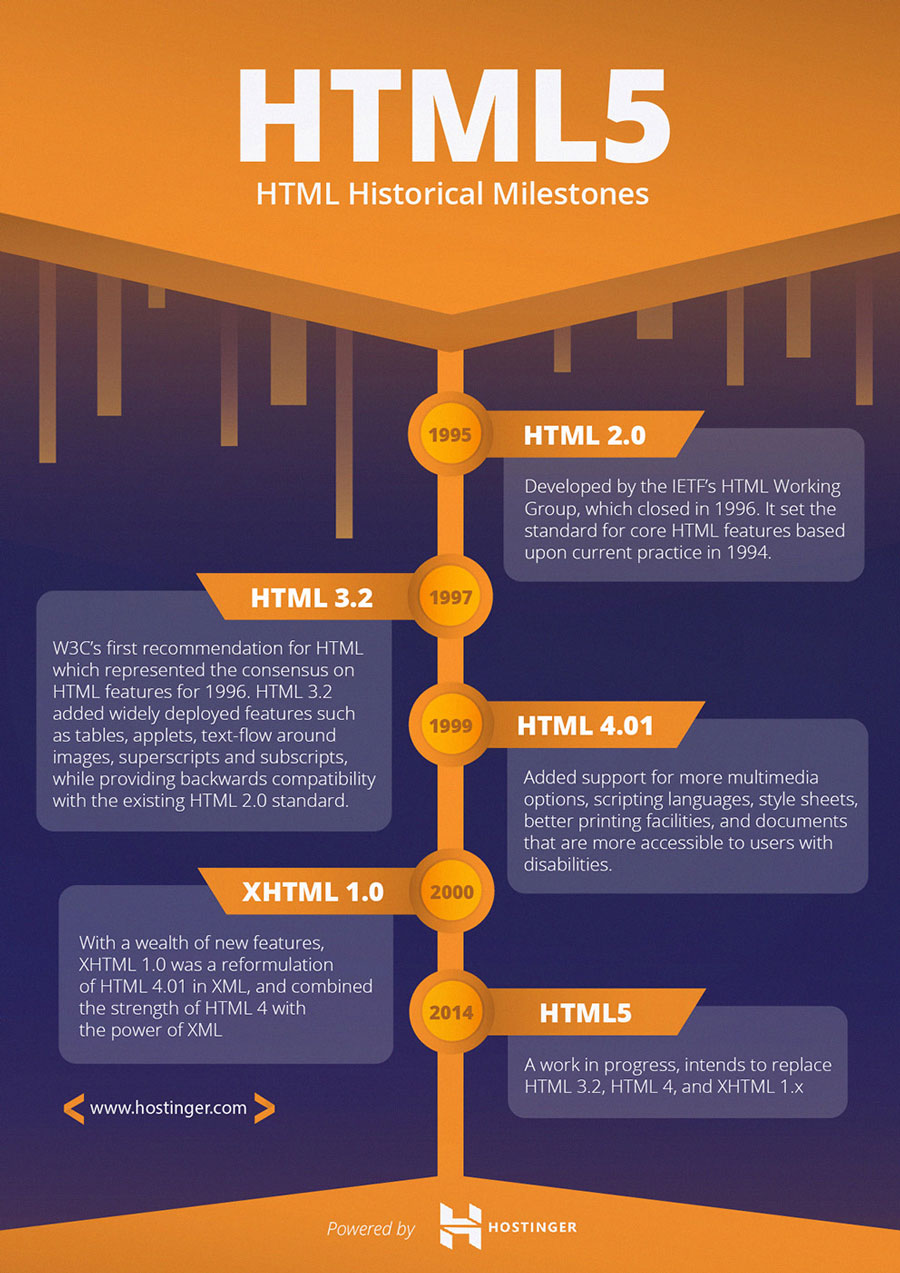 HTML5
HTML Historical Milestones
1995
HTML 2.0
Developed by the IETF’s HTML Working
Group, which closed in 1996. It set the
standard for core HTML features based
upon current practice in 1994.
HTML 3.2
1997
W3C’s first recommendation for HTML
which represented the consensus on
HTML features for 1996. HTML 3.2
added widely deployed features such
as tables, applets, text-flow around
images, superscripts and subscripts,
while providing backwards compatibility
with the existing HTML 2.0 standard.
1999
HTML 4.01
Added support for more multimedia
options, scripting languages, style sheets,
better printing facilities, and documents
that are more accessible to users with
disabilities.
XHTML 1.0
2000
With a wealth of new features,
XHTML 1.0 was a reformulation
of HTML 4.01 in XML, and combined
the strength of HTML 4 with
the power of XML
2014
HTML5
A work in progress, intends to replace
HTML 3.2, HTML 4, and XHTML 1.x
< www.hostinger.com >
Powered by HOSTINGER